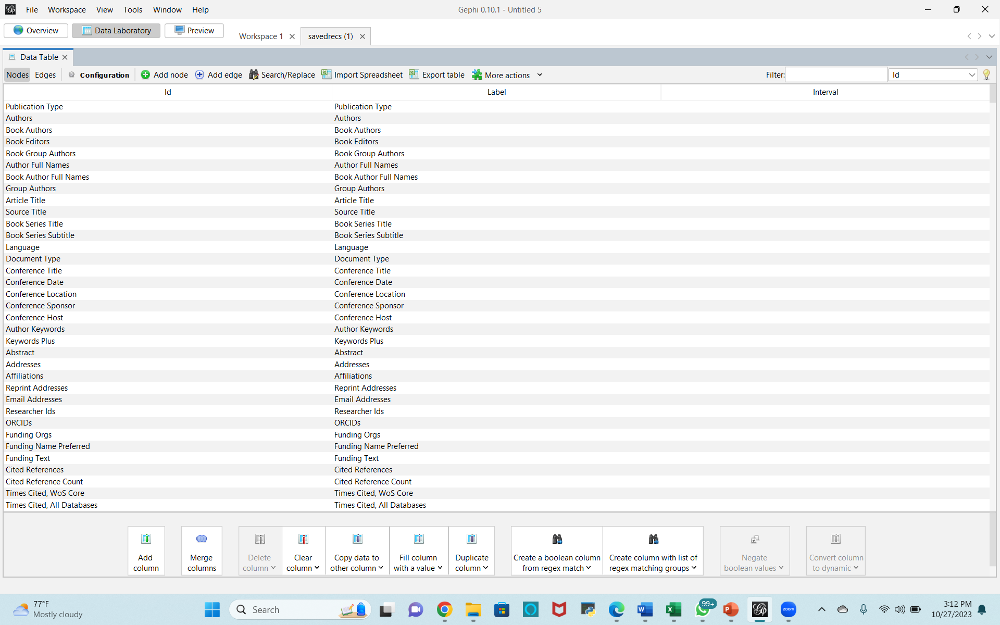 File Workspace View Tools Window Help Gephi 0.10.1 - Untitled 5
Overview Data Laboratory Preview Workspace 1 savedrecs (1)
Data Table
Nodes Edges Configuration Add node Add edge Search/Replace Import Spreadsheet Export table More actions Filter: Id
Id Label Interval
Publication Type Publication Type
Authors Authors
Book Authors Book Authors
Book Editors Book Editors
Book Group Authors Book Group Authors
Author Full Names Author Full Names
Book Author Full Names Book Author Full Names
Group Authors Group Authors
Article Title Article Title
Source Title Source Title
Book Series Title Book Series Title
Book Series Subtitle Book Series Subtitle
Language Language
Document Type Document Type
Conference Title Conference Title
Conference Date Conference Date
Conference Location Conference Location
Conference Sponsor Conference Sponsor
Conference Host Conference Host
Author Keywords Author Keywords
Keywords Plus Keywords Plus
Abstract Abstract
Addresses Addresses
Affiliations Affiliations
Reprint Addresses Reprint Addresses
Email Addresses Email Addresses
Researcher Ids Researcher Ids
ORCIDs ORCIDs
Funding Orgs Funding Orgs
Funding Name Preferred Funding Name Preferred
Funding Text Funding Text
Cited References Cited References
Cited Reference Count Cited Reference Count
Times Cited, WoS Core Times Cited, WoS Core
Times Cited, All Databases Times Cited, All Databases
Add column
Merge columns
Delete column
Clear column
Copy data to other column
Fill column with a value
Duplicate column
Create a boolean column from regex match
Create column with list of regex matching groups
Negate boolean values
Convert column to dynamic
77°F
Mostly cloudy
Search
99+
zoom
3:12 PM
10/27/2023